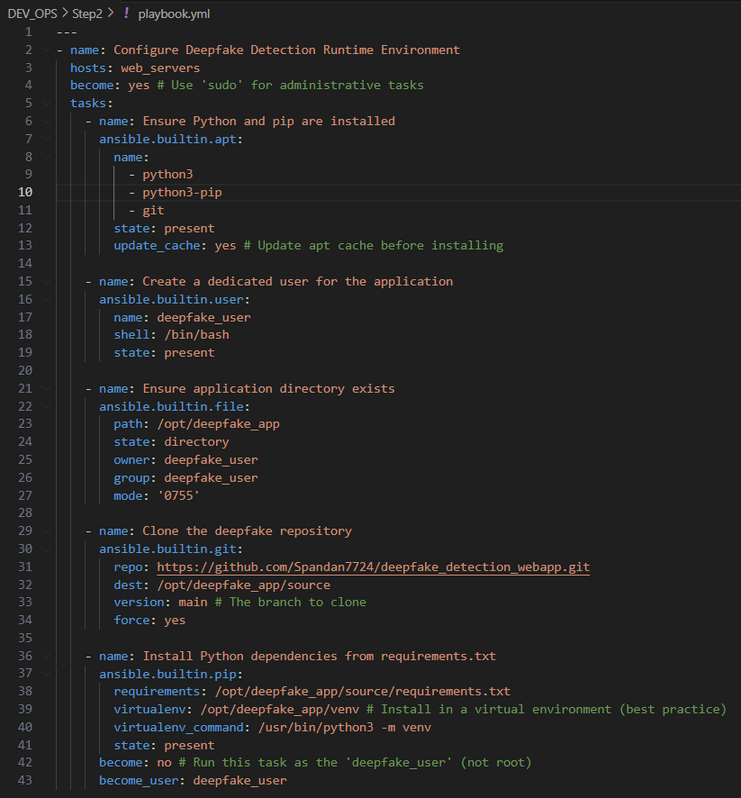 DEV_OPS > Step2 > ! playbook.yml
1 ---
2 - name: Configure Deepfake Detection Runtime Environment
3   hosts: web_servers
4   become: yes # Use 'sudo' for administrative tasks
5   tasks:
6     - name: Ensure Python and pip are installed
7       ansible.builtin.apt:
8         name:
9           - python3
10           - python3-pip
11           - git
12         state: present
13         update_cache: yes # Update apt cache before installing
14
15     - name: Create a dedicated user for the application
16       ansible.builtin.user:
17         name: deepfake_user
18         shell: /bin/bash
19         state: present
20
21     - name: Ensure application directory exists
22       ansible.builtin.file:
23         path: /opt/deepfake_app
24         state: directory
25         owner: deepfake_user
26         group: deepfake_user
27         mode: '0755'
28
29     - name: Clone the deepfake repository
30       ansible.builtin.git:
31         repo: https://github.com/Spandan7724/deepfake_detection_webapp.git
32         dest: /opt/deepfake_app/source
33         version: main # The branch to clone
34         force: yes
35
36     - name: Install Python dependencies from requirements.txt
37       ansible.builtin.pip:
38         requirements: /opt/deepfake_app/source/requirements.txt
39         virtualenv: /opt/deepfake_app/venv # Install in a virtual environment (best practice)
40         virtualenv_command: /usr/bin/python3 -m venv
41         state: present
42       become: no # Run this task as the 'deepfake_user' (not root)
43       become_user: deepfake_user